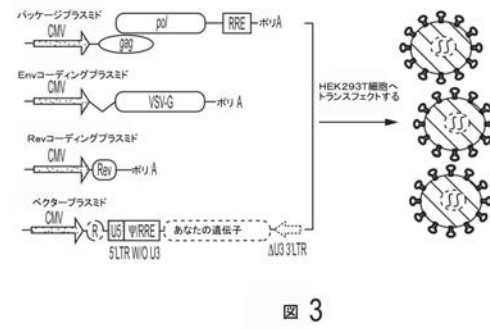 パッケージプラスミド
CMV
pol
RRE
ポリA
gag
Envコーディングプラスミド
CMV
VSV-G
ポリ A
Revコーディングプラスミド
CMV
Rev
ポリ A
ベクタープラスミド
CMV
R
U5
Ψ/RRE
あなたの遺伝子
5'LTR W/O U3
ΔU3 3'LTR
HEK293T細胞へ
トランスフェクトする
図 3